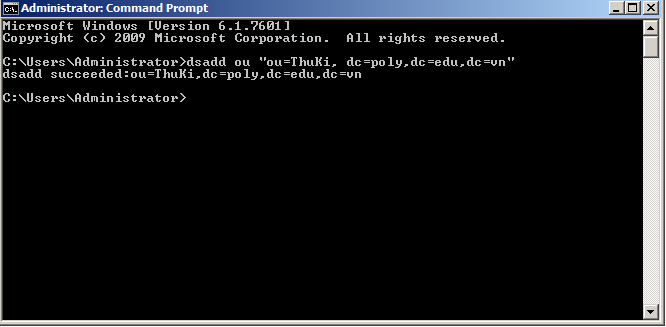 Administrator: Command Prompt
Microsoft Windows [Version 6.1.7601]
Copyright (c) 2009 Microsoft Corporation.  All rights reserved.
C:\Users\Administrator>dsadd ou "ou=ThuKi, dc=poly,dc=edu,dc=vn"
dsadd succeeded:ou=ThuKi,dc=poly,dc=edu,dc=vn
C:\Users\Administrator>